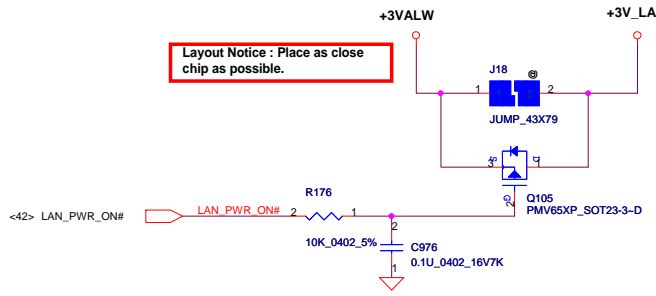 +3VALW
+3V_LA
Layout Notice : Place as close
chip as possible.
J18
@
1
2
JUMP_43X79
S
D
3
1
G
2
Q105
PMV65XP_SOT23-3~D
<42> LAN_PWR_ON#
LAN_PWR_ON#
R176
2
1
10K_0402_5%
2
C976
0.1U_0402_16V7K
1